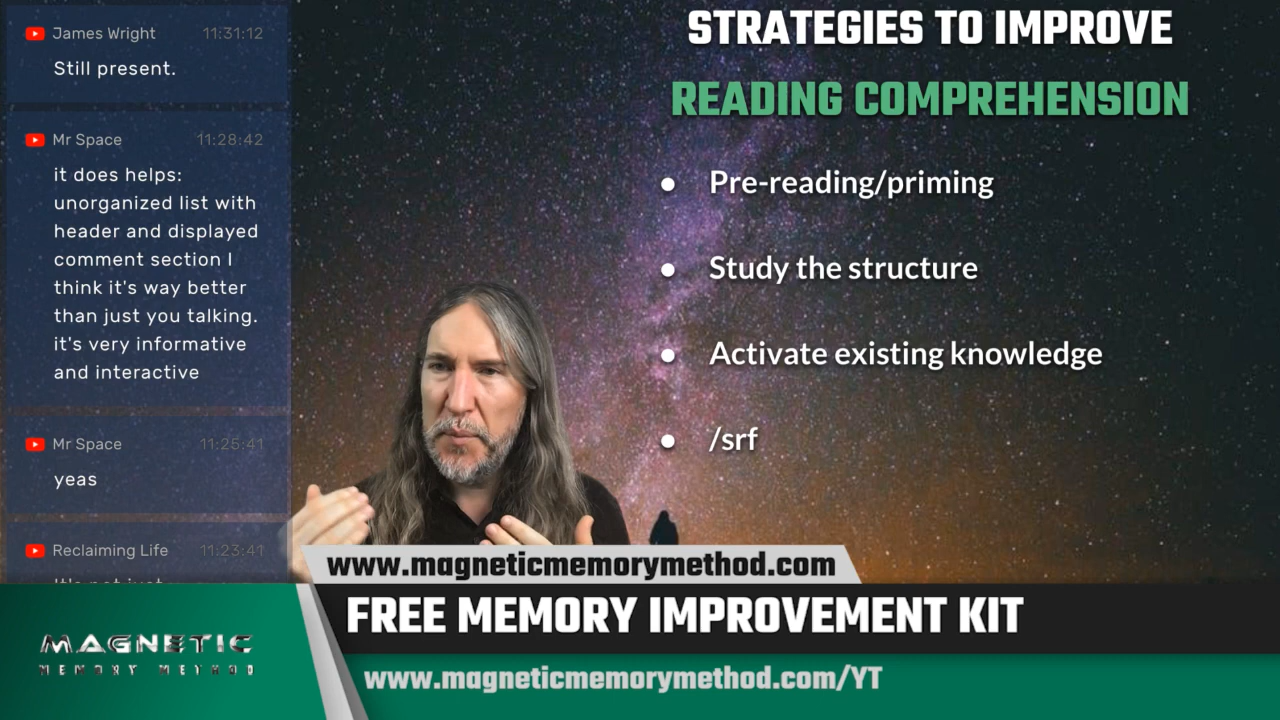 James Wright 11:31:12
Still present.
Mr Space 11:28:42
it does helps:
unorganized list with
header and displayed
comment section I
think it's way better
than just you talking.
it's very informative
and interactive
Mr Space 11:25:41
yeas
Reclaiming Life 11:23:41
It's not just
STRATEGIES TO IMPROVE
READING COMPREHENSION
• Pre-reading/priming
• Study the structure
• Activate existing knowledge
• /srf
www.magneticmemorymethod.com
FREE MEMORY IMPROVEMENT KIT
www.magneticmemorymethod.com/YT
MAGNETIC
MEMORY METHOD